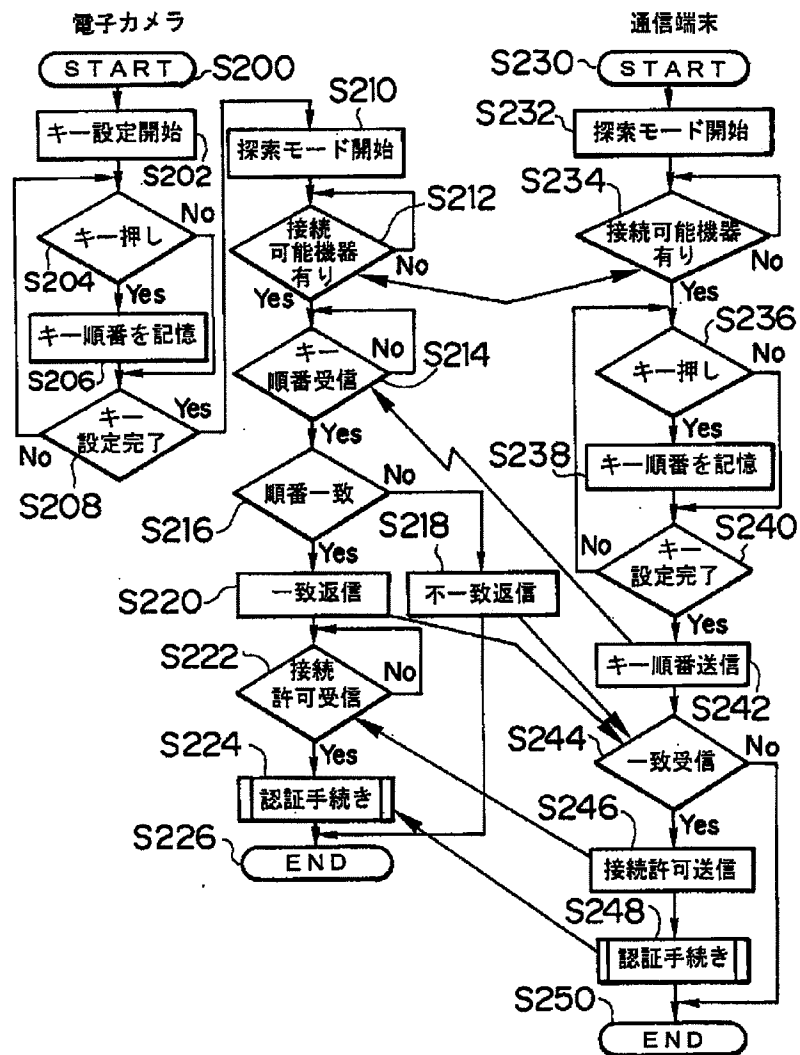 電子カメラ
START
S200
キー設定開始
S202
キー押し
No
S204
Yes
キー順番を記憶
S206
キー
設定完了
Yes
No
S208
S210
探索モード開始
接続
可能機器
有り
S212
No
Yes
キー
順番受信
No
S214
Yes
順番一致
No
S216
Yes
S218
一致返信
S220
不一致返信
接続
許可受信
S222
No
Yes
S224
認証手続き
S226
END
通信端末
S230
START
S232
探索モード開始
S234
接続可能機器
有り
No
Yes
S236
キー押し
No
Yes
S238
キー順番を記憶
S240
キー
設定完了
No
Yes
キー順番送信
S242
S244
一致受信
No
Yes
S246
接続許可送信
S248
認証手続き
S250
END